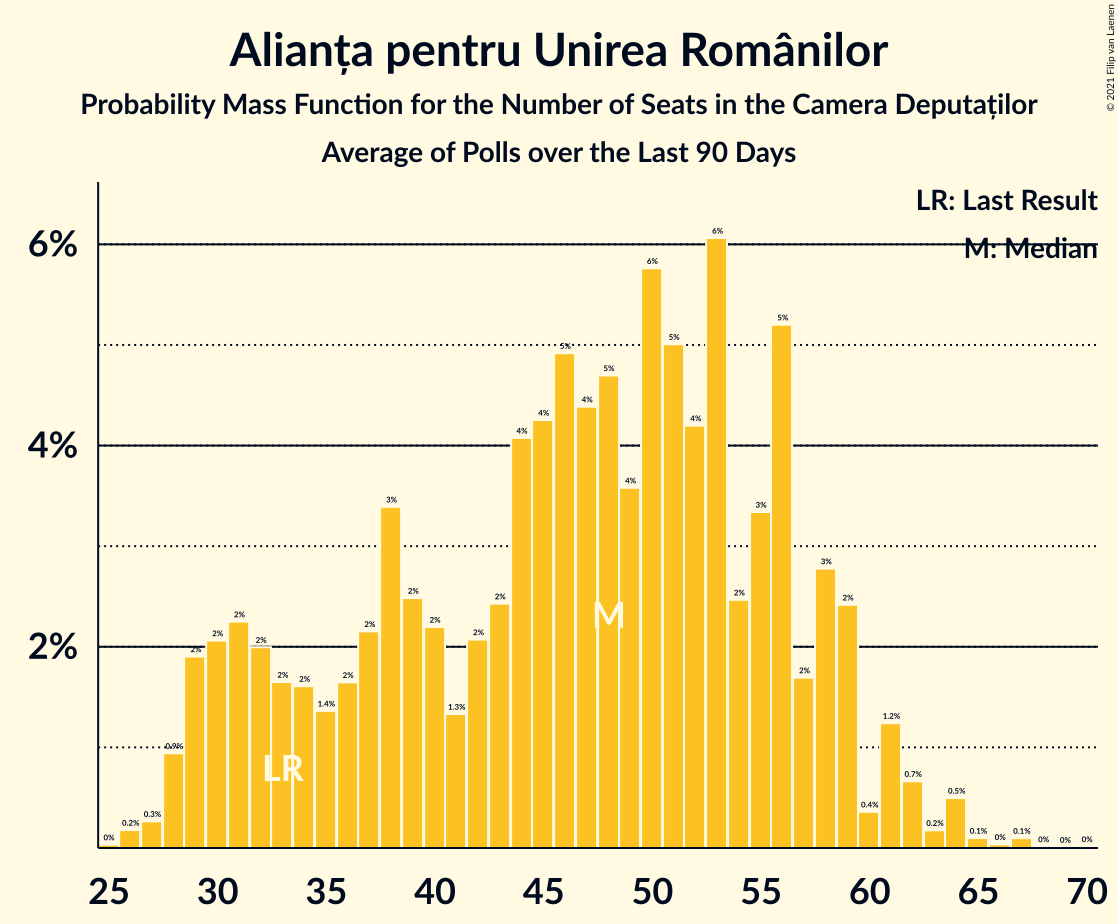 © 2021 Filip van Laenen
Alianța pentru Unirea Românilor
Probability Mass Function for the Number of Seats in the Camera Deputaților
Average of Polls over the Last 90 Days
LR: Last Result
M: Median
6%
4%
2%
0% 0.2% 0.3% 0.9% 2% 2% 2% 2% 2% 2% 1.4% 2% 2% 3% 2% 2% 1.3% 2% 2% 4% 4% 5% 4% 5% 4% 6% 5% 4% 6% 2% 3% 5% 2% 3% 2% 0.4% 1.2% 0.7% 0.2% 0.5% 0.1% 0% 0.1% 0% 0% 0%
M
LR
25 30 35 40 45 50 55 60 65 70